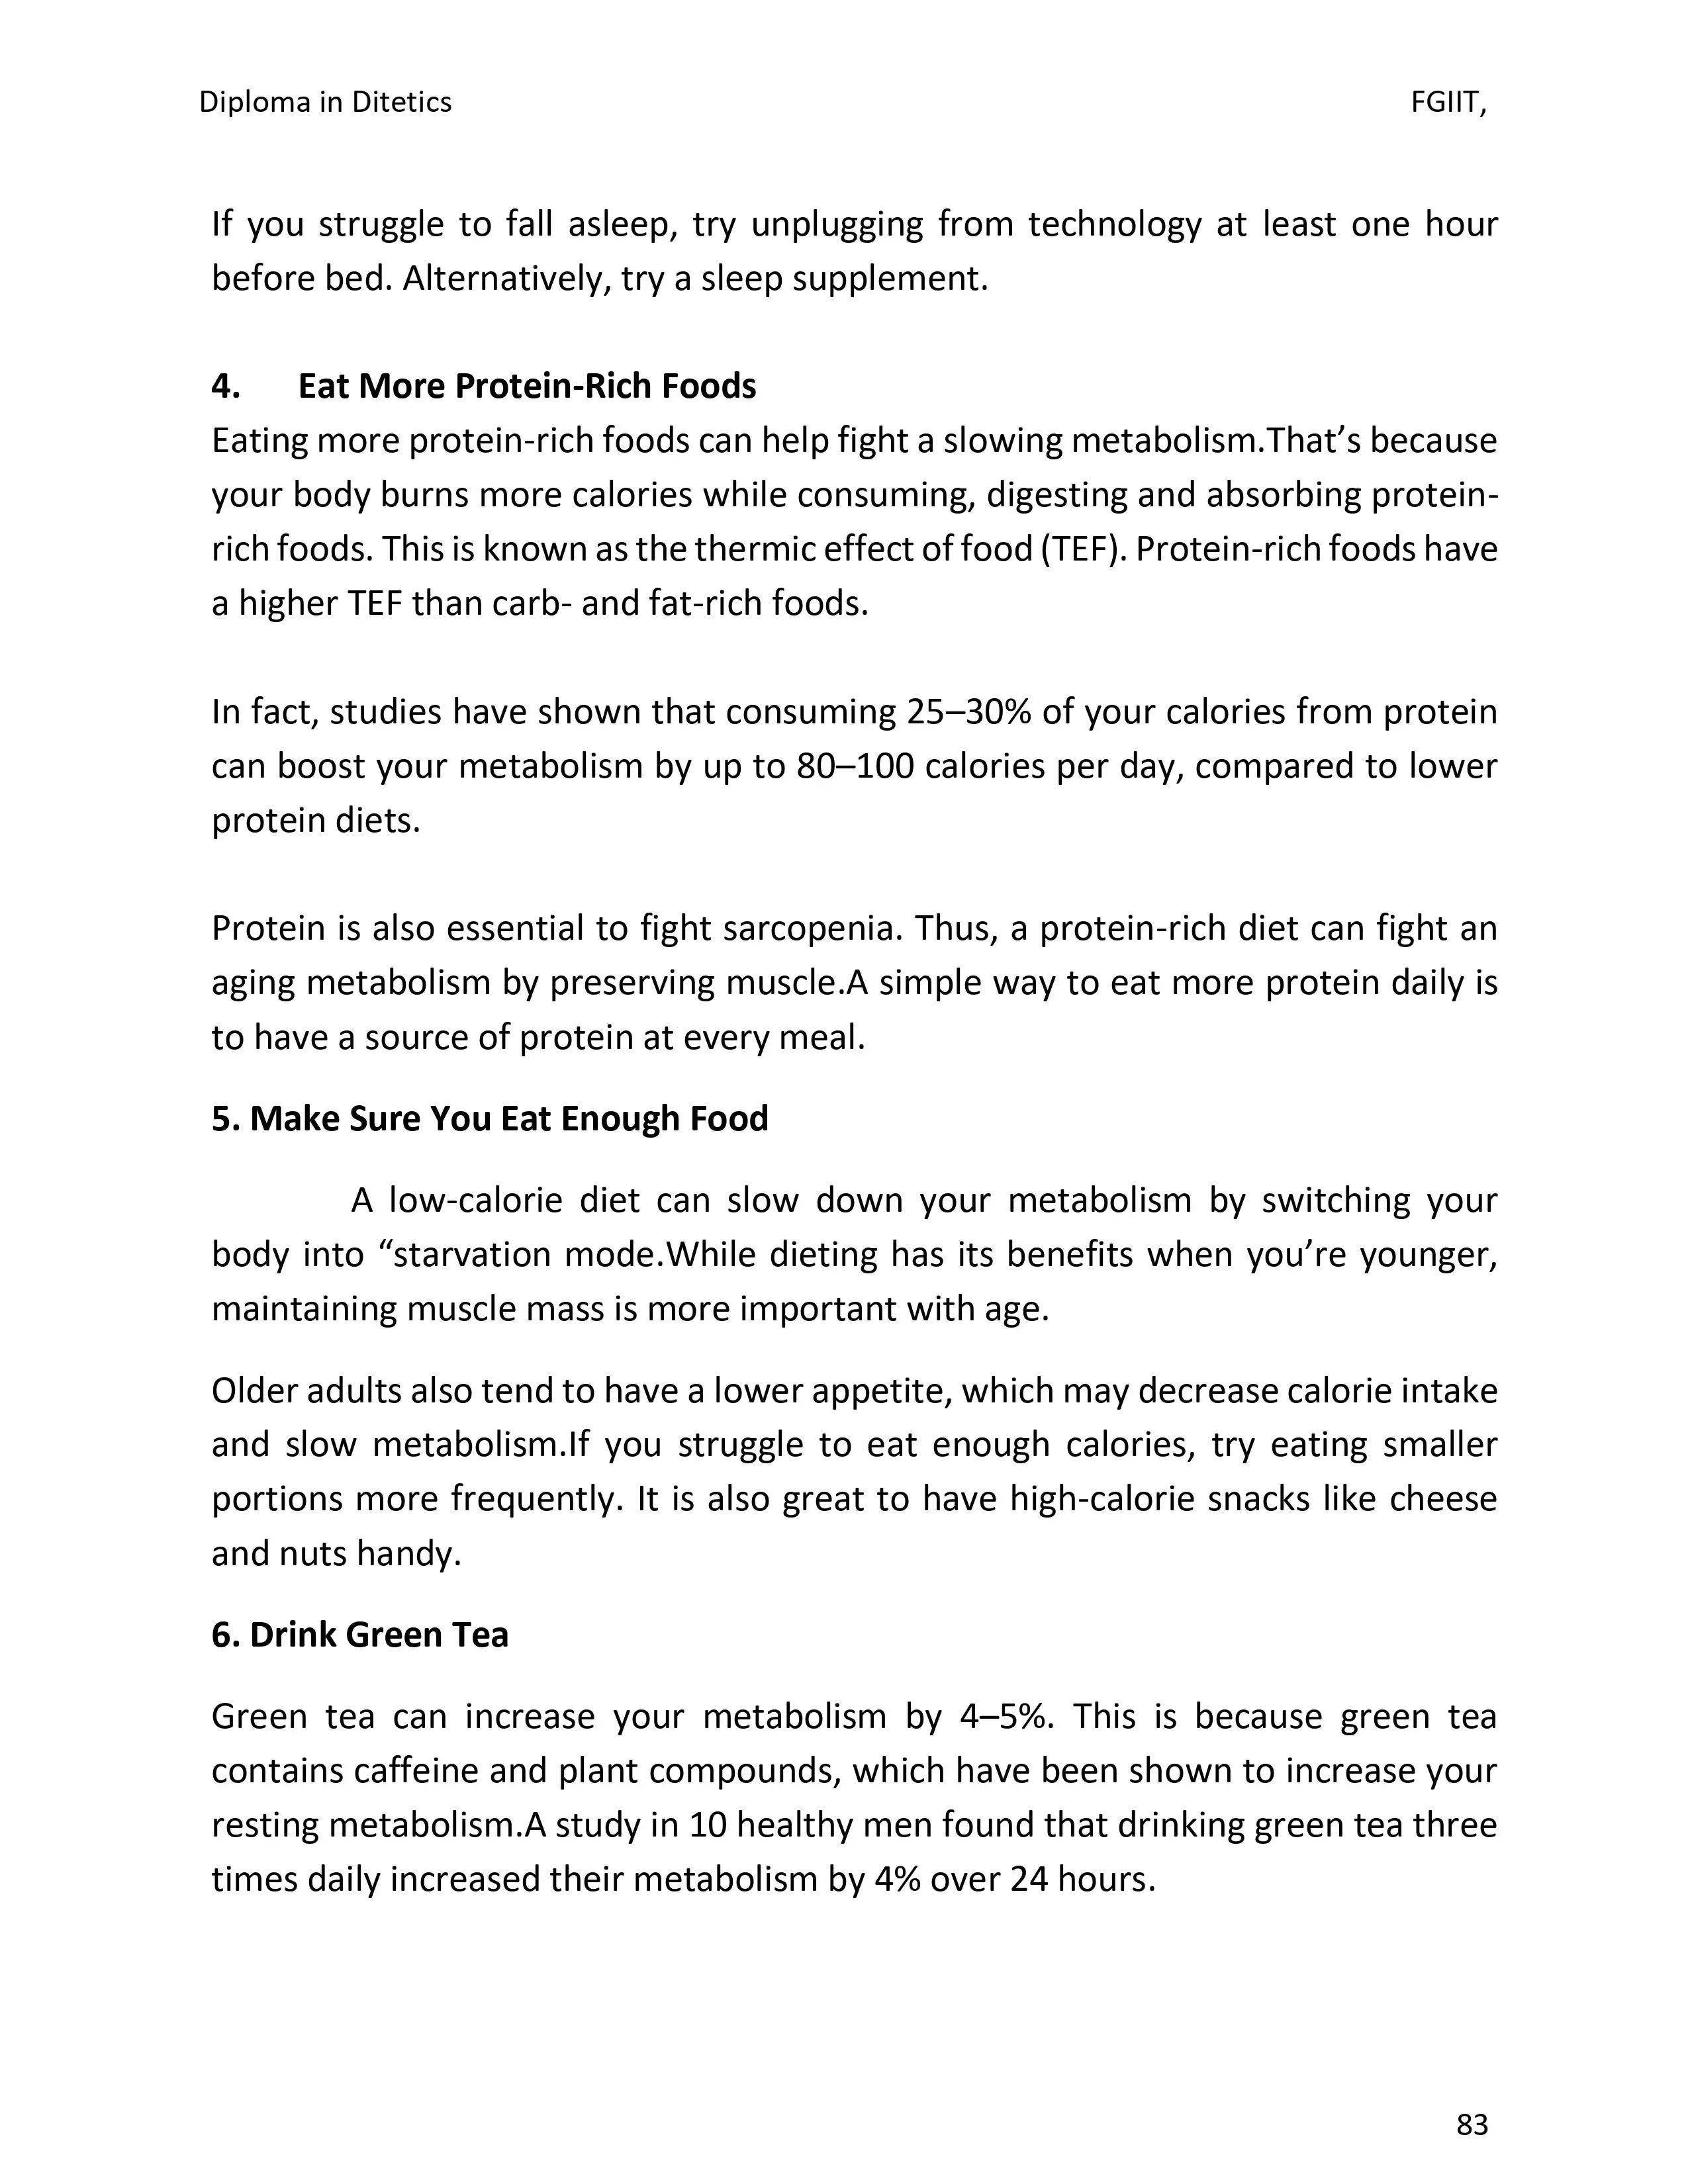 Diploma in Ditetics FGIIT,
If you struggle to fall asleep, try unplugging from technology at least one hour
before bed. Alternatively, try a sleep supplement.
4. Eat More Protein-Rich Foods
Eating more protein-rich foods can help fight a slowing metabolism.That’s because
your body burns more calories while consuming, digesting and absorbing protein-
rich foods. This is known as the thermic effect of food (TEF). Protein-rich foods have
a higher TEF than carb- and fat-rich foods.
In fact, studies have shown that consuming 25–30% of your calories from protein
can boost your metabolism by up to 80–100 calories per day, compared to lower
protein diets.
Protein is also essential to fight sarcopenia. Thus, a protein-rich diet can fight an
aging metabolism by preserving muscle.A simple way to eat more protein daily is
to have a source of protein at every meal.
5. Make Sure You Eat Enough Food
A low-calorie diet can slow down your metabolism by switching your
body into “starvation mode.While dieting has its benefits when you’re younger,
maintaining muscle mass is more important with age.
Older adults also tend to have a lower appetite, which may decrease calorie intake
and slow metabolism.If you struggle to eat enough calories, try eating smaller
portions more frequently. It is also great to have high-calorie snacks like cheese
and nuts handy.
6. Drink Green Tea
Green tea can increase your metabolism by 4–5%. This is because green tea
contains caffeine and plant compounds, which have been shown to increase your
resting metabolism.A study in 10 healthy men found that drinking green tea three
times daily increased their metabolism by 4% over 24 hours.
83